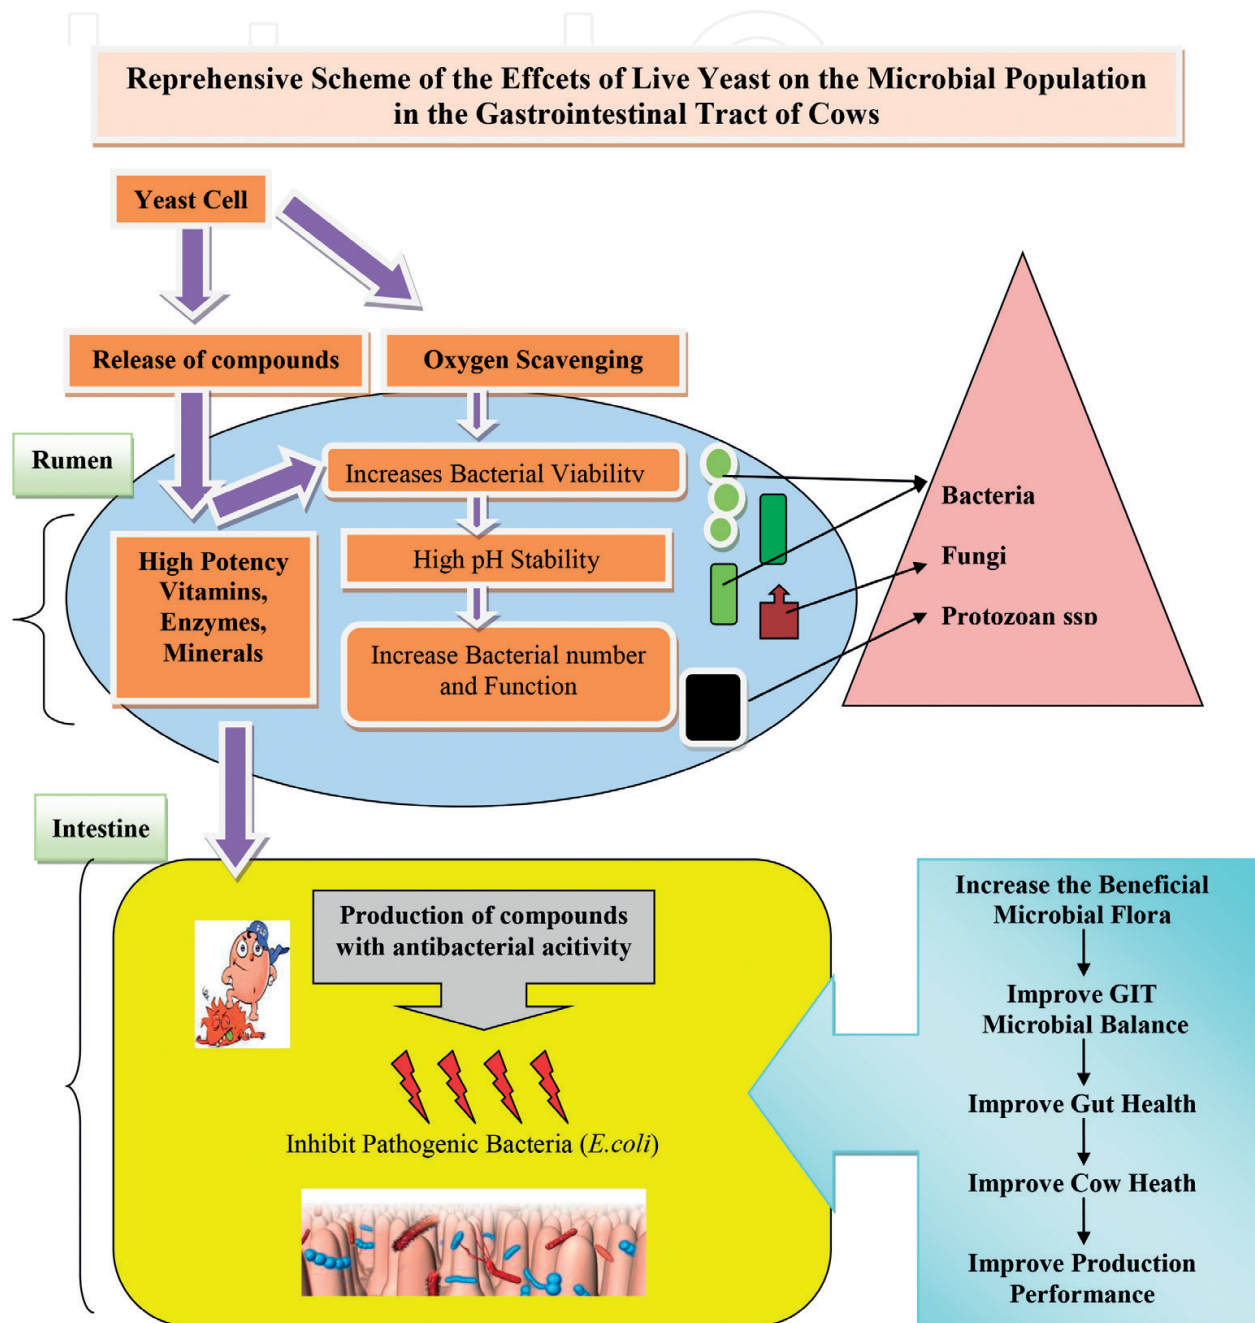 Reprehensive Scheme of the Effcets of Live Yeast on the Microbial Population
in the Gastrointestinal Tract of Cows
Yeast Cell
Release of compounds
Oxygen Scavenging
Rumen
Increases Bacterial Viability
High Potency
Vitamins,
Enzymes,
Minerals
High pH Stability
Increase Bacterial number
and Function
Bacteria
Fungi
Protozoan ssp
Intestine
Production of compounds
with antibacterial acitivity
Inhibit Pathogenic Bacteria (E.coli)
Increase the Beneficial
Microbial Flora
Improve GIT
Microbial Balance
Improve Gut Health
Improve Cow Heath
Improve Production
Performance